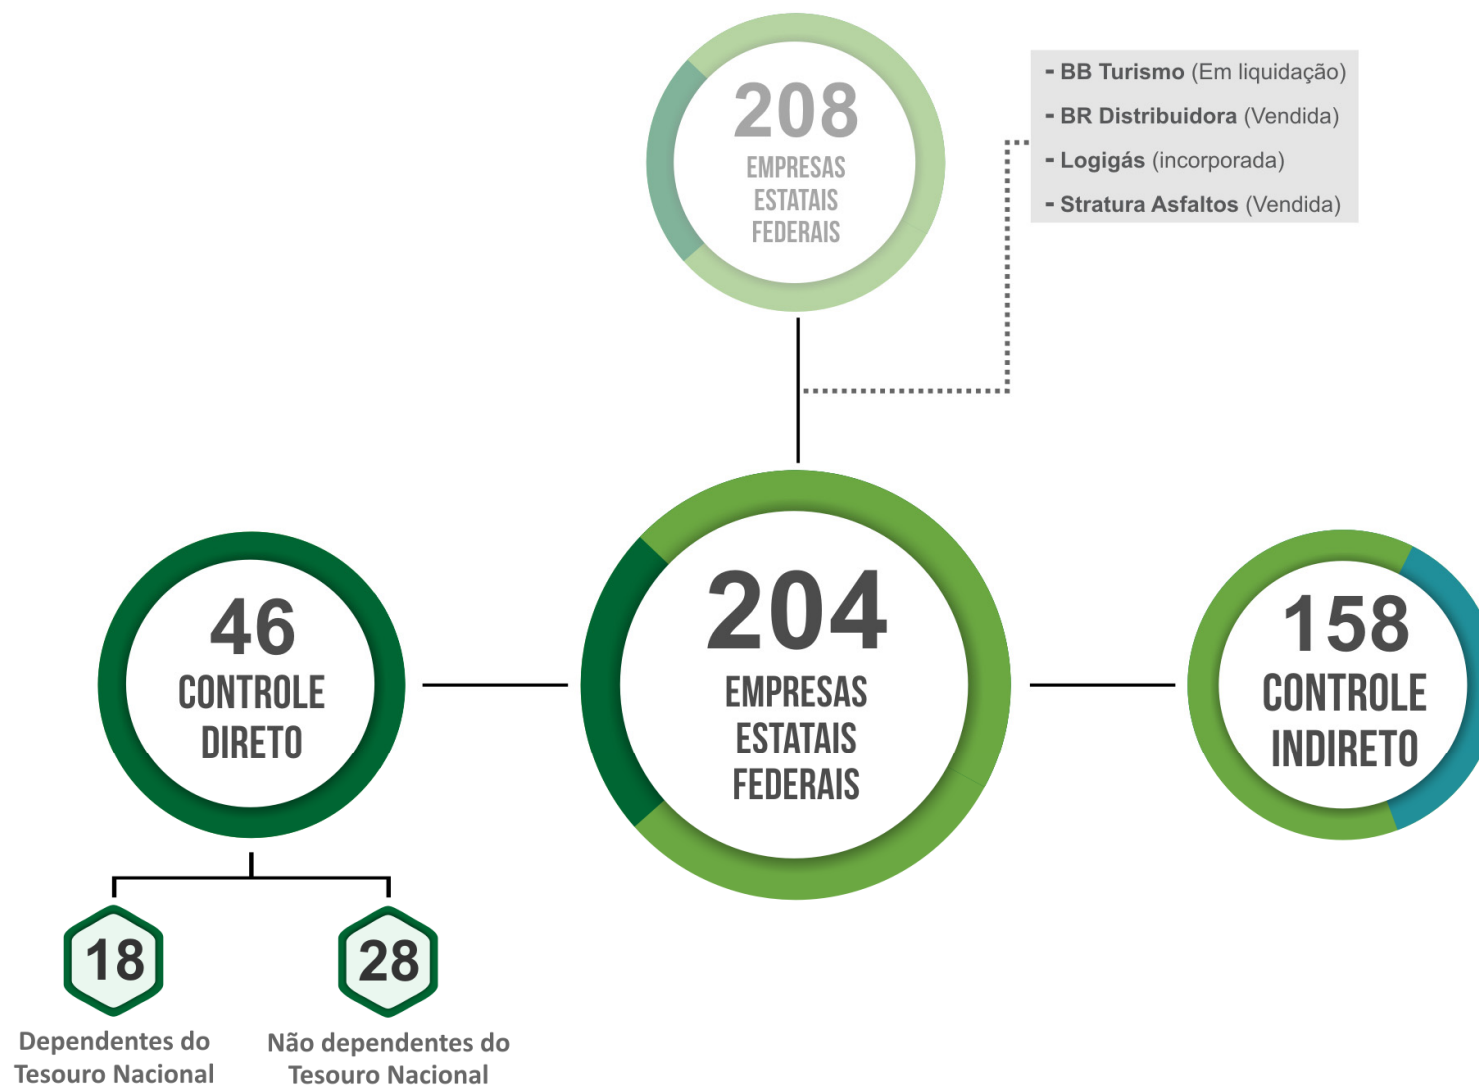 208
EMPRESAS
ESTATAIS
FEDERAIS
- BB Turismo (Em liquidação)
- BR Distribuidora (Vendida)
- Logigás (incorporada)
- Stratura Asfaltos (Vendida)
46
CONTROLE
DIRETO
204
EMPRESAS
ESTATAIS
FEDERAIS
158
CONTROLE
INDIRETO
18
Dependentes do
Tesouro Nacional
28
Não dependentes do
Tesouro Nacional